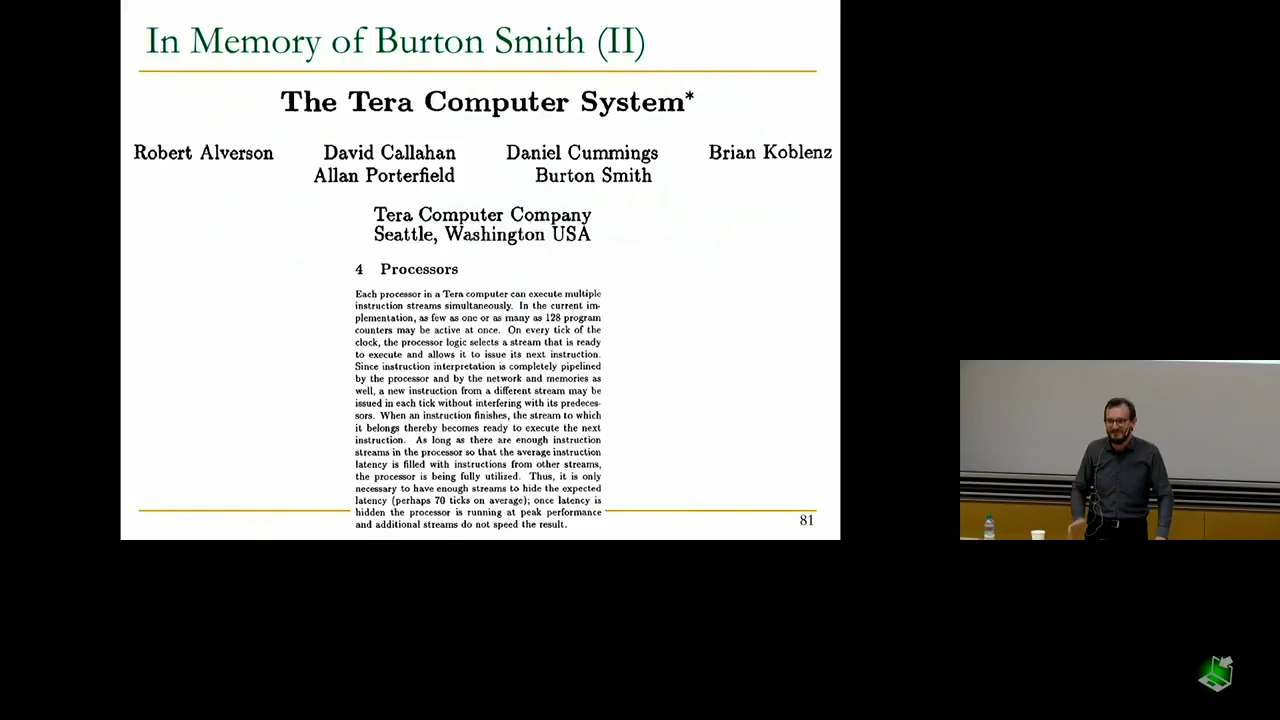 In Memory of Burton Smith (II)
The Tera Computer System*
Robert Alverson David Callahan Daniel Cummings Brian Koblenz
Allan Porterfield Burton Smith
Tera Computer Company
Seattle, Washington USA
4 Processors
Each processor in a Tera computer can execute multiple
instruction streams simultaneously. In the current im-
plementation, as few as one or as many as 128 program
counters may be active at once. On every tick of the
clock, the processor logic selects a stream that is ready
to execute and allows it to issue its next instruction.
Since instruction interpretation is completely pipelined
by the processor and by the network and memories as
well, a new instruction from a different stream may be
issued in each tick without interfering with its predeces-
sors. When an instruction finishes, the stream to which
it belongs thereby becomes ready to execute the next
instruction. As long as there are enough instruction
streams in the processor so that the average instruction
latency is filled with instructions from other streams,
the processor is being fully utilized. Thus, it is only
necessary to have enough streams to hide the expected
latency (perhaps 70 ticks on average); once latency is
hidden the processor is running at peak performance
and additional streams do not speed the result.
81